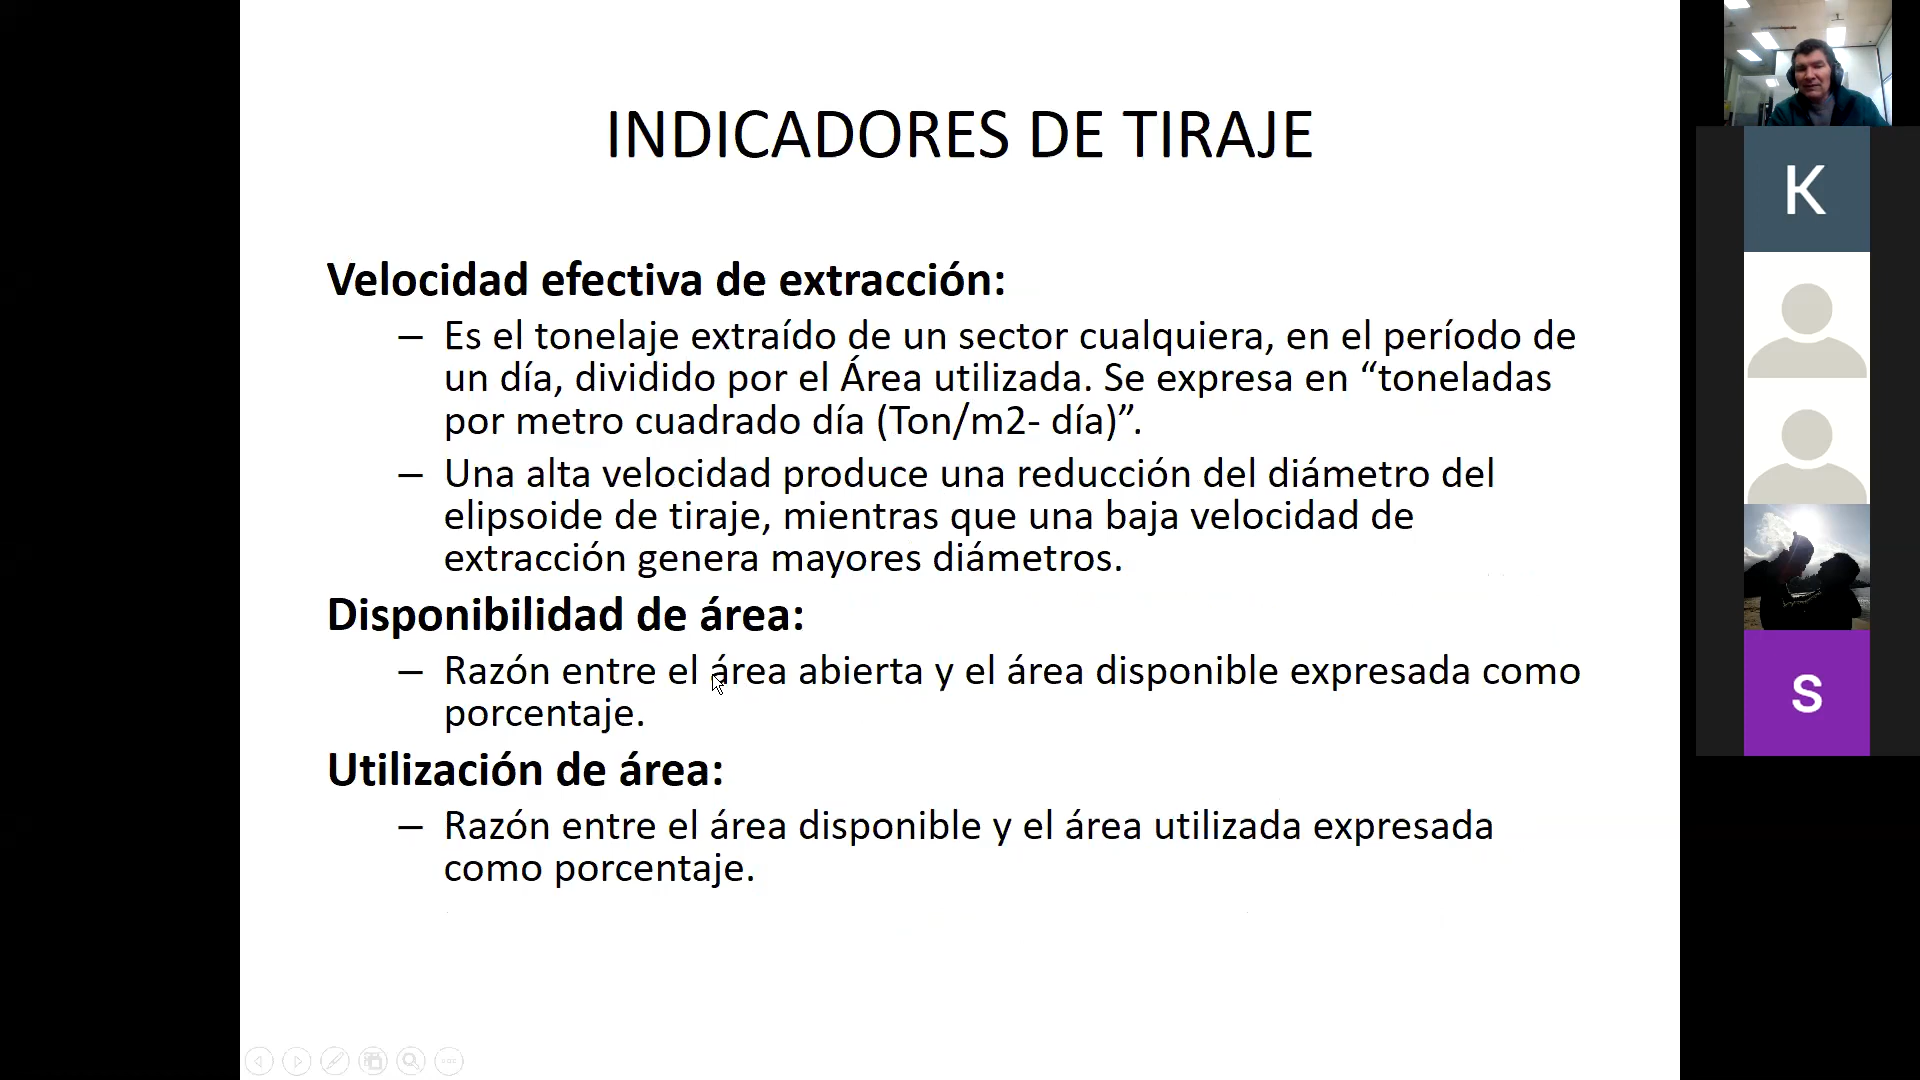 INDICADORES DE TIRAJE
Velocidad efectiva de extracción:
– Es el tonelaje extraído de un sector cualquiera, en el período de
un día, dividido por el Área utilizada. Se expresa en “toneladas
por metro cuadrado día (Ton/m2- día)”.
– Una alta velocidad produce una reducción del diámetro del
elipsoide de tiraje, mientras que una baja velocidad de
extracción genera mayores diámetros.
Disponibilidad de área:
– Razón entre el área abierta y el área disponible expresada como
porcentaje.
Utilización de área:
– Razón entre el área disponible y el área utilizada expresada
como porcentaje.
K
S